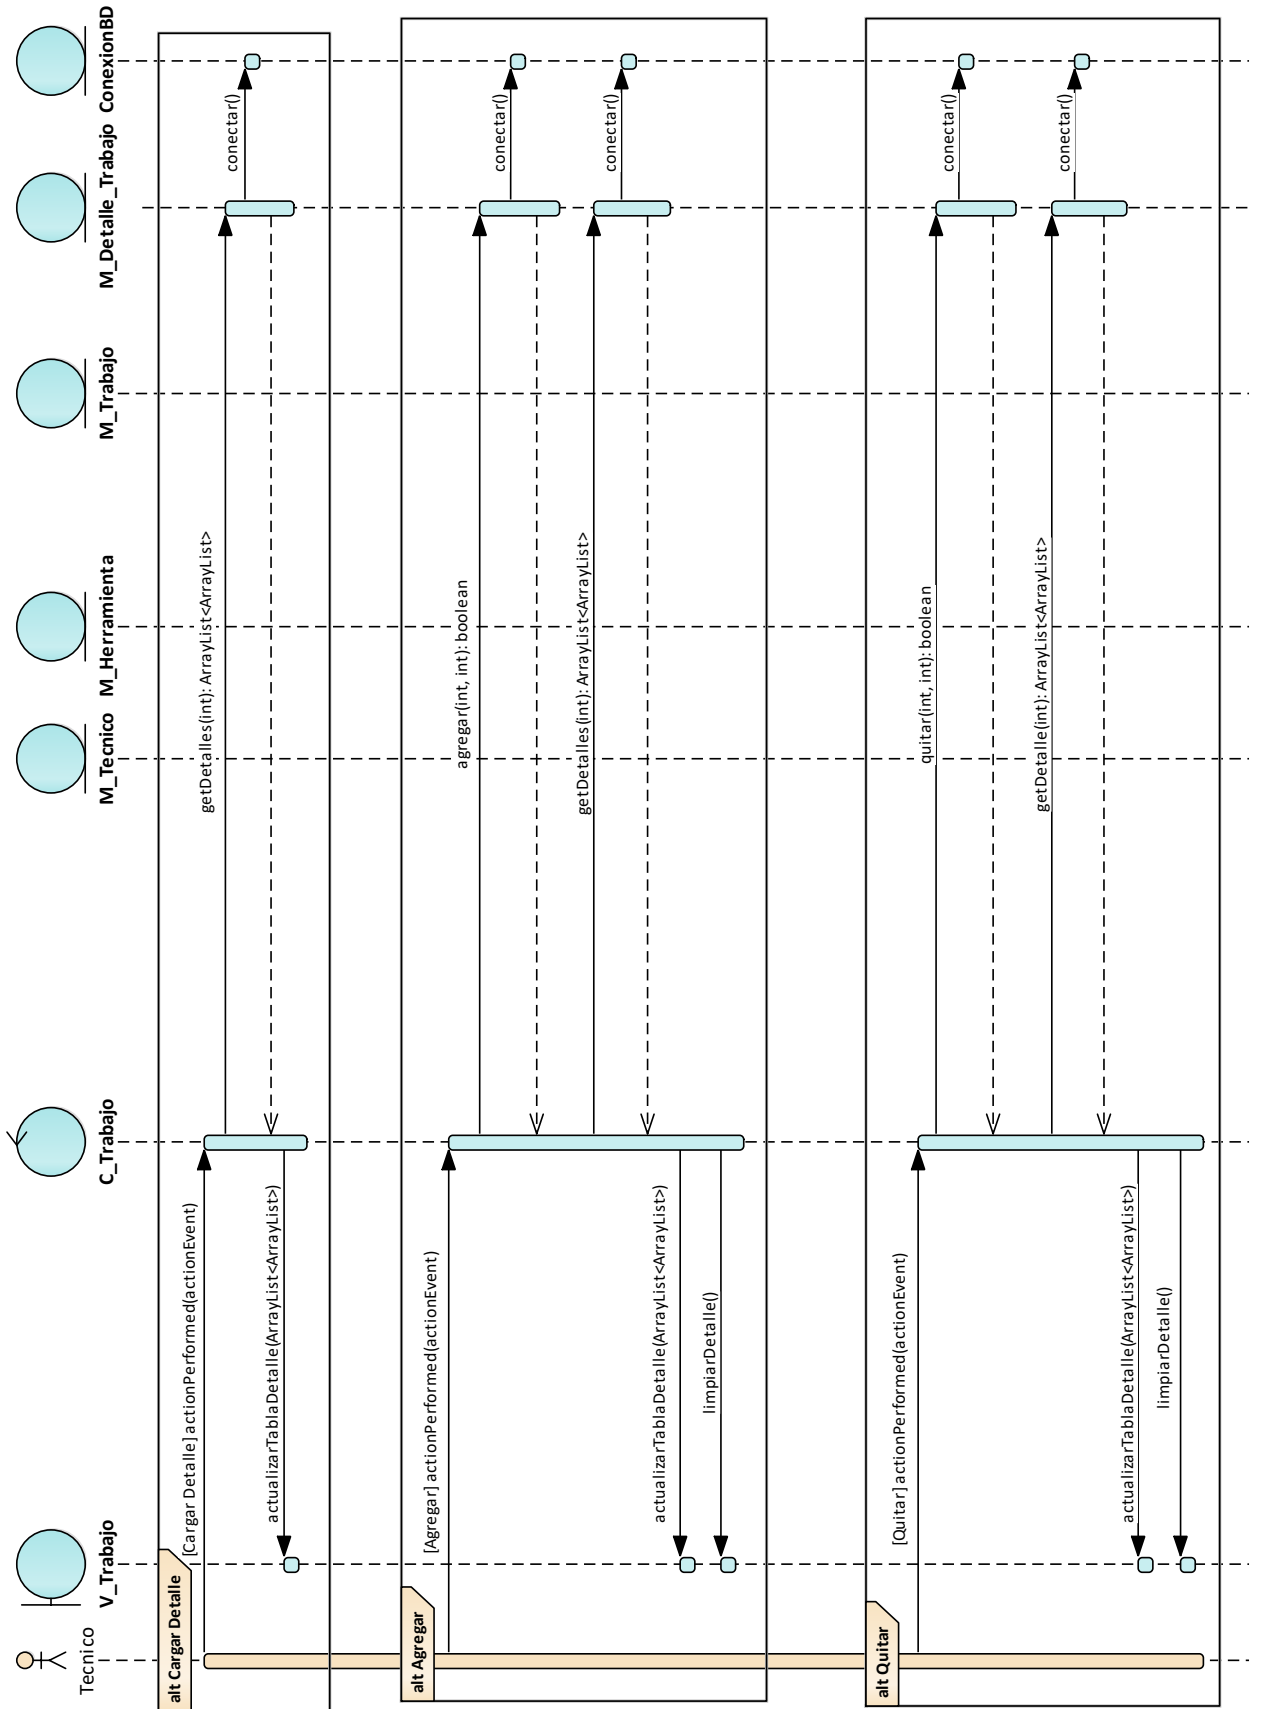 Tecnico
V_Trabajo
C_Trabajo
M_Tecnico
M_Herramienta
M_Trabajo
M_Detalle_Trabajo
ConexionBD
alt Cargar Detalle
[Cargar Detalle] actionPerformed(actionEvent)
getDetalles(int): ArrayList<ArrayList>
conectar()
actualizarTablaDetalle(ArrayList<ArrayList>)
alt Agregar
[Agregar] actionPerformed(actionEvent)
agregar(int, int): boolean
conectar()
getDetalles(int): ArrayList<ArrayList>
conectar()
actualizarTablaDetalle(ArrayList<ArrayList>)
limpiarDetalle()
alt Quitar
[Quitar] actionPerformed(actionEvent)
quitar(int, int): boolean
conectar()
getDetalle(int): ArrayList<ArrayList>
conectar()
actualizarTablaDetalle(ArrayList<ArrayList>)
limpiarDetalle()